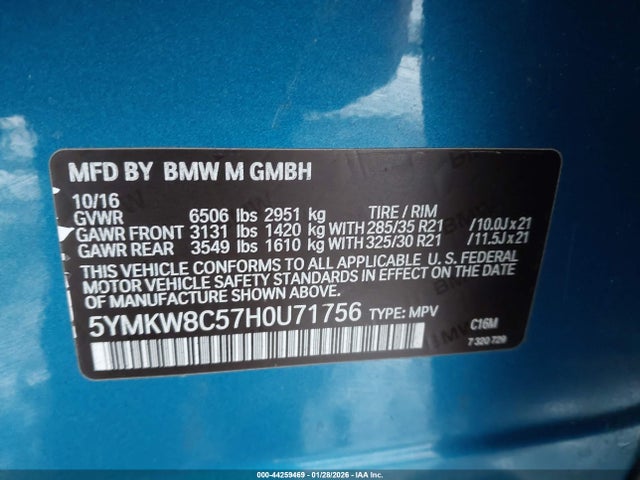 MFD BY BMW M GMBH
10/16
GVWR 6506 lbs 2951 kg TIRE / RIM
GAWR FRONT 3131 lbs 1420 kg WITH 285/35 R21 /10.0J x 21
GAWR REAR 3549 lbs 1610 kg WITH 325/30 R21 /11.5J x 21
THIS VEHICLE CONFORMS TO ALL APPLICABLE U. S. FEDERAL
MOTOR VEHICLE SAFETY STANDARDS IN EFFECT ON THE DATE OF
MANUFACTURE SHOWN ABOVE.
5YMKW8C57H0U71756 TYPE: MPV
C16M
7 320 729
000-44259469 | 01/28/2026 - IAA Inc.